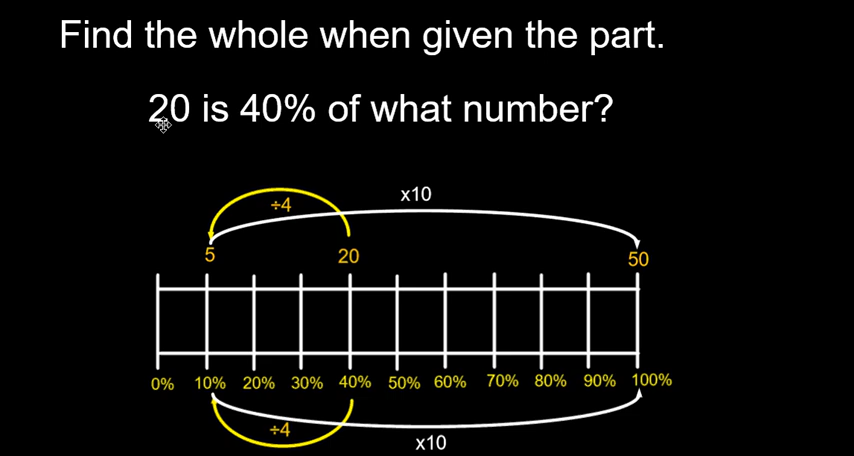 Find the whole when given the part.
20 is 40% of what number?
÷4
x10
5
20
50
0% 10% 20% 30% 40% 50% 60% 70% 80% 90% 100%
÷4
x10